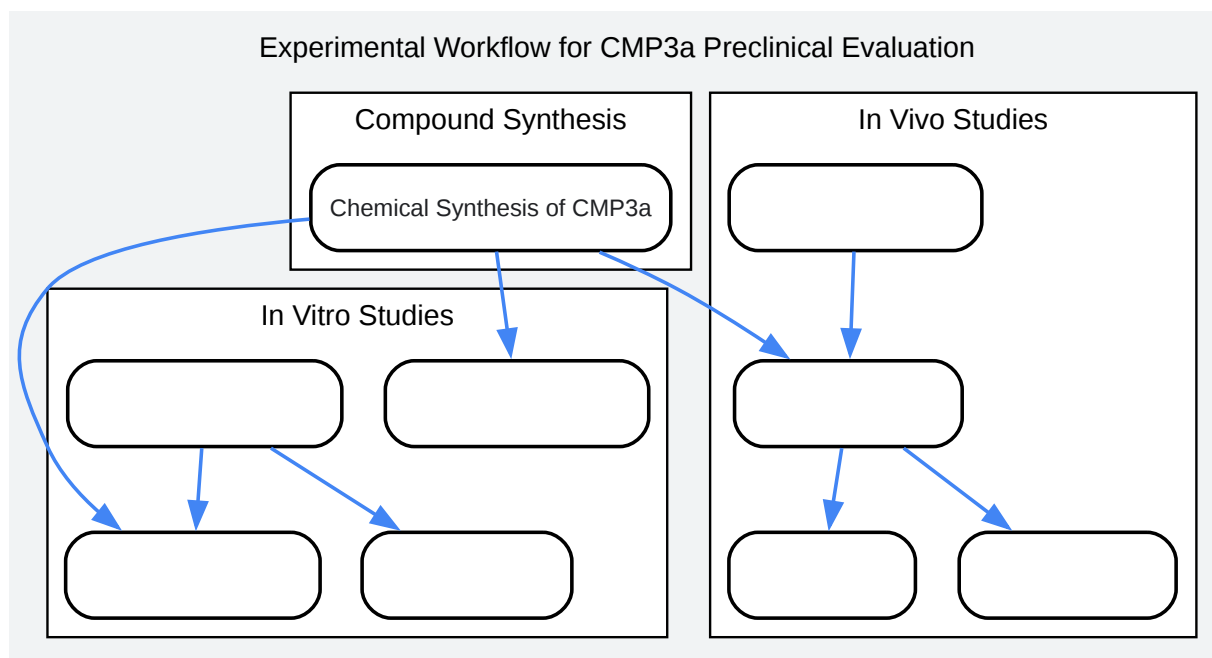 Experimental Workflow for CMP3a Preclinical Evaluation
Compound Synthesis
Chemical Synthesis of CMP3a
In Vivo Studies
In Vitro Studies